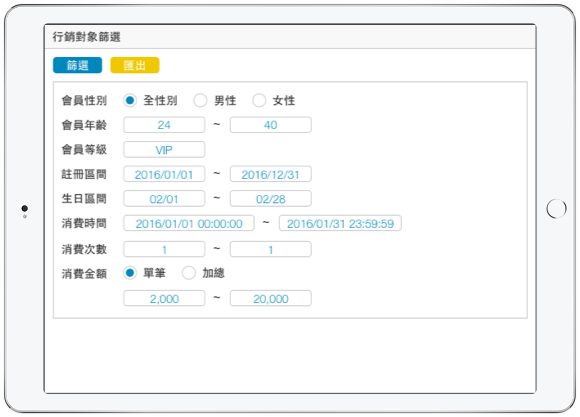 行銷對象篩選
篩選 匯出
會員性別 全性別 男性 女性
會員年齡 24 ~ 40
會員等級 VIP
註冊區間 2016/01/01 ~ 2016/12/31
生日區間 02/01 ~ 02/28
消費時間 2016/01/01 00:00:00 ~ 2016/01/31 23:59:59
消費次數 1 ~ 1
消費金額 單筆 加總
2,000 ~ 20,000